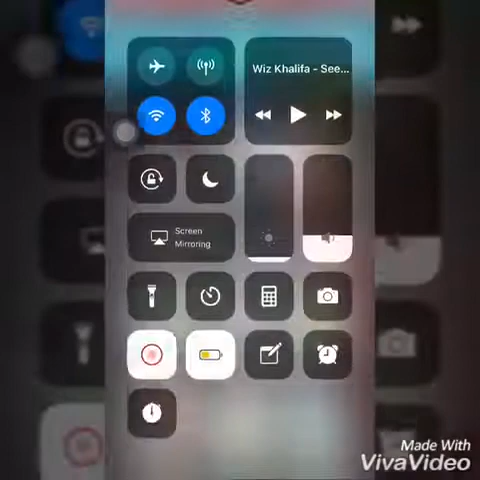 Wiz Khalifa - See...
Screen
Mirroring
Made With
VivaVideo